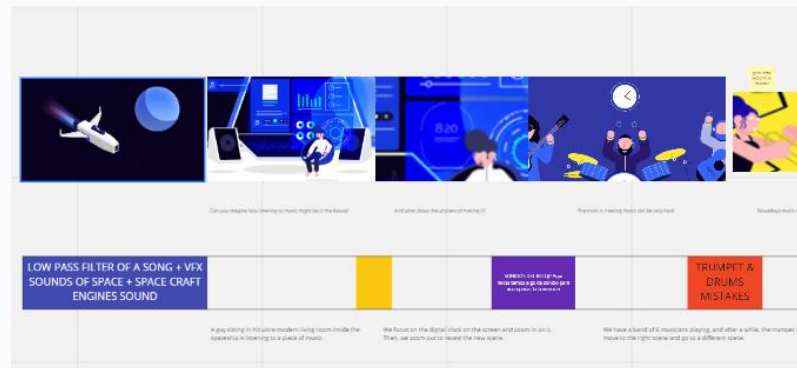 820
Can you imagine how listening to music might be in the future?
And what about the process of making it?
The truth is creating music can be very hard
Nowadays music
LOW PASS FILTER OF A SONG + VFX
SOUNDS OF SPACE + SPACE CRAFT
ENGINES SOUND
TRUMPET &
DRUMS
MISTAKES
A guy sitting in his ultra-modern living room inside the
spaceship is listening to a piece of music.
We focus on the digital clock on the screen and zoom in on it.
Then, we zoom out to reveal the new scene.
We have a band of 6 musicians playing, and after a while, the trumpet
move to the right scene and go to a different scene.